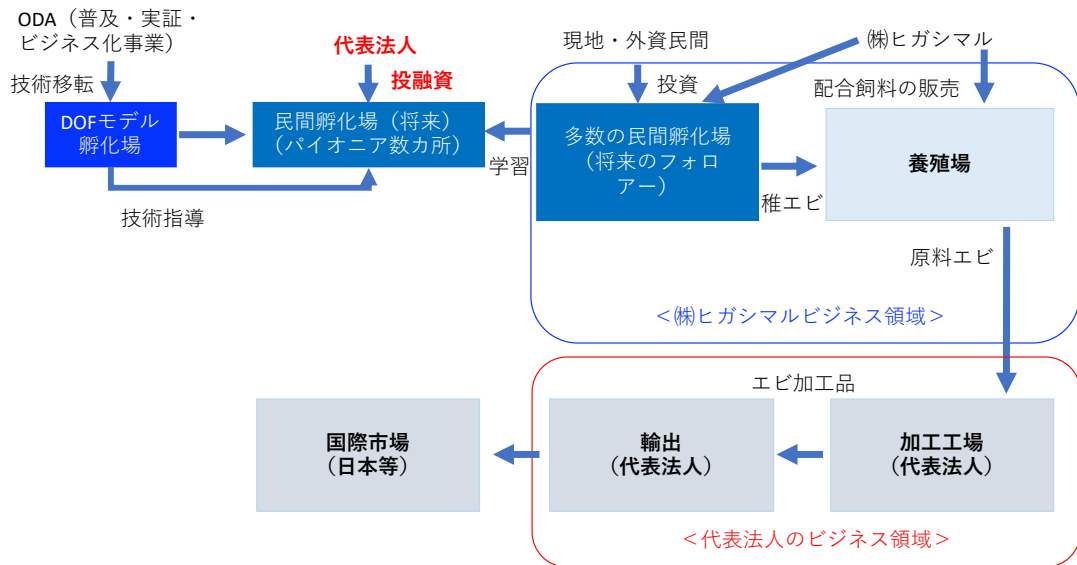 ODA（普及・実証・
ビジネス化事業）
代表法人
現地・外資民間
㈱ヒガシマル
技術移転
投融資
投資
配合飼料の販売
DOFモデル
孵化場
民間孵化場（将来）
（パイオニア数カ所）
学習
多数の民間孵化場
（将来のフォロ
アー）
養殖場
稚エビ
技術指導
原料エビ
＜㈱ヒガシマルビジネス領域＞
エビ加工品
国際市場
（日本等）
輸出
（代表法人）
加工工場
（代表法人）
＜代表法人のビジネス領域＞